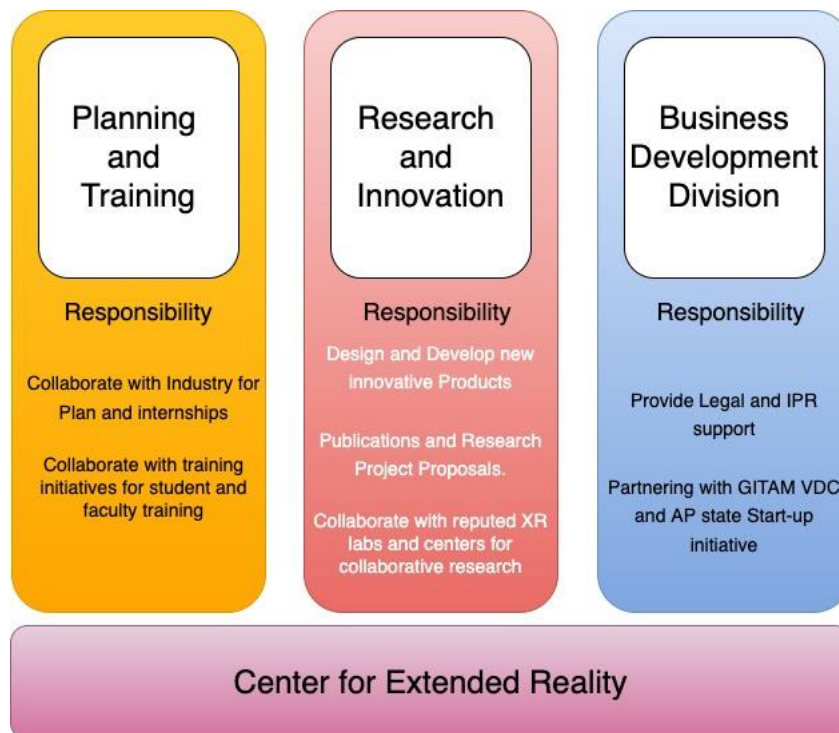 Planning
and
Training
Responsibility
Collaborate with Industry for
Plan and internships
Collaborate with training
initiatives for student and
faculty training
Research
and
Innovation
Responsibility
Design and Develop new
innovative Products
Publications and Research
Project Proposals.
Collaborate with reputed XR
labs and centers for
collaborative research
Business
Development
Division
Responsibility
Provide Legal and IPR
support
Partnering with GITAM VDC
and AP state Start-up
initiative
Center for Extended Reality